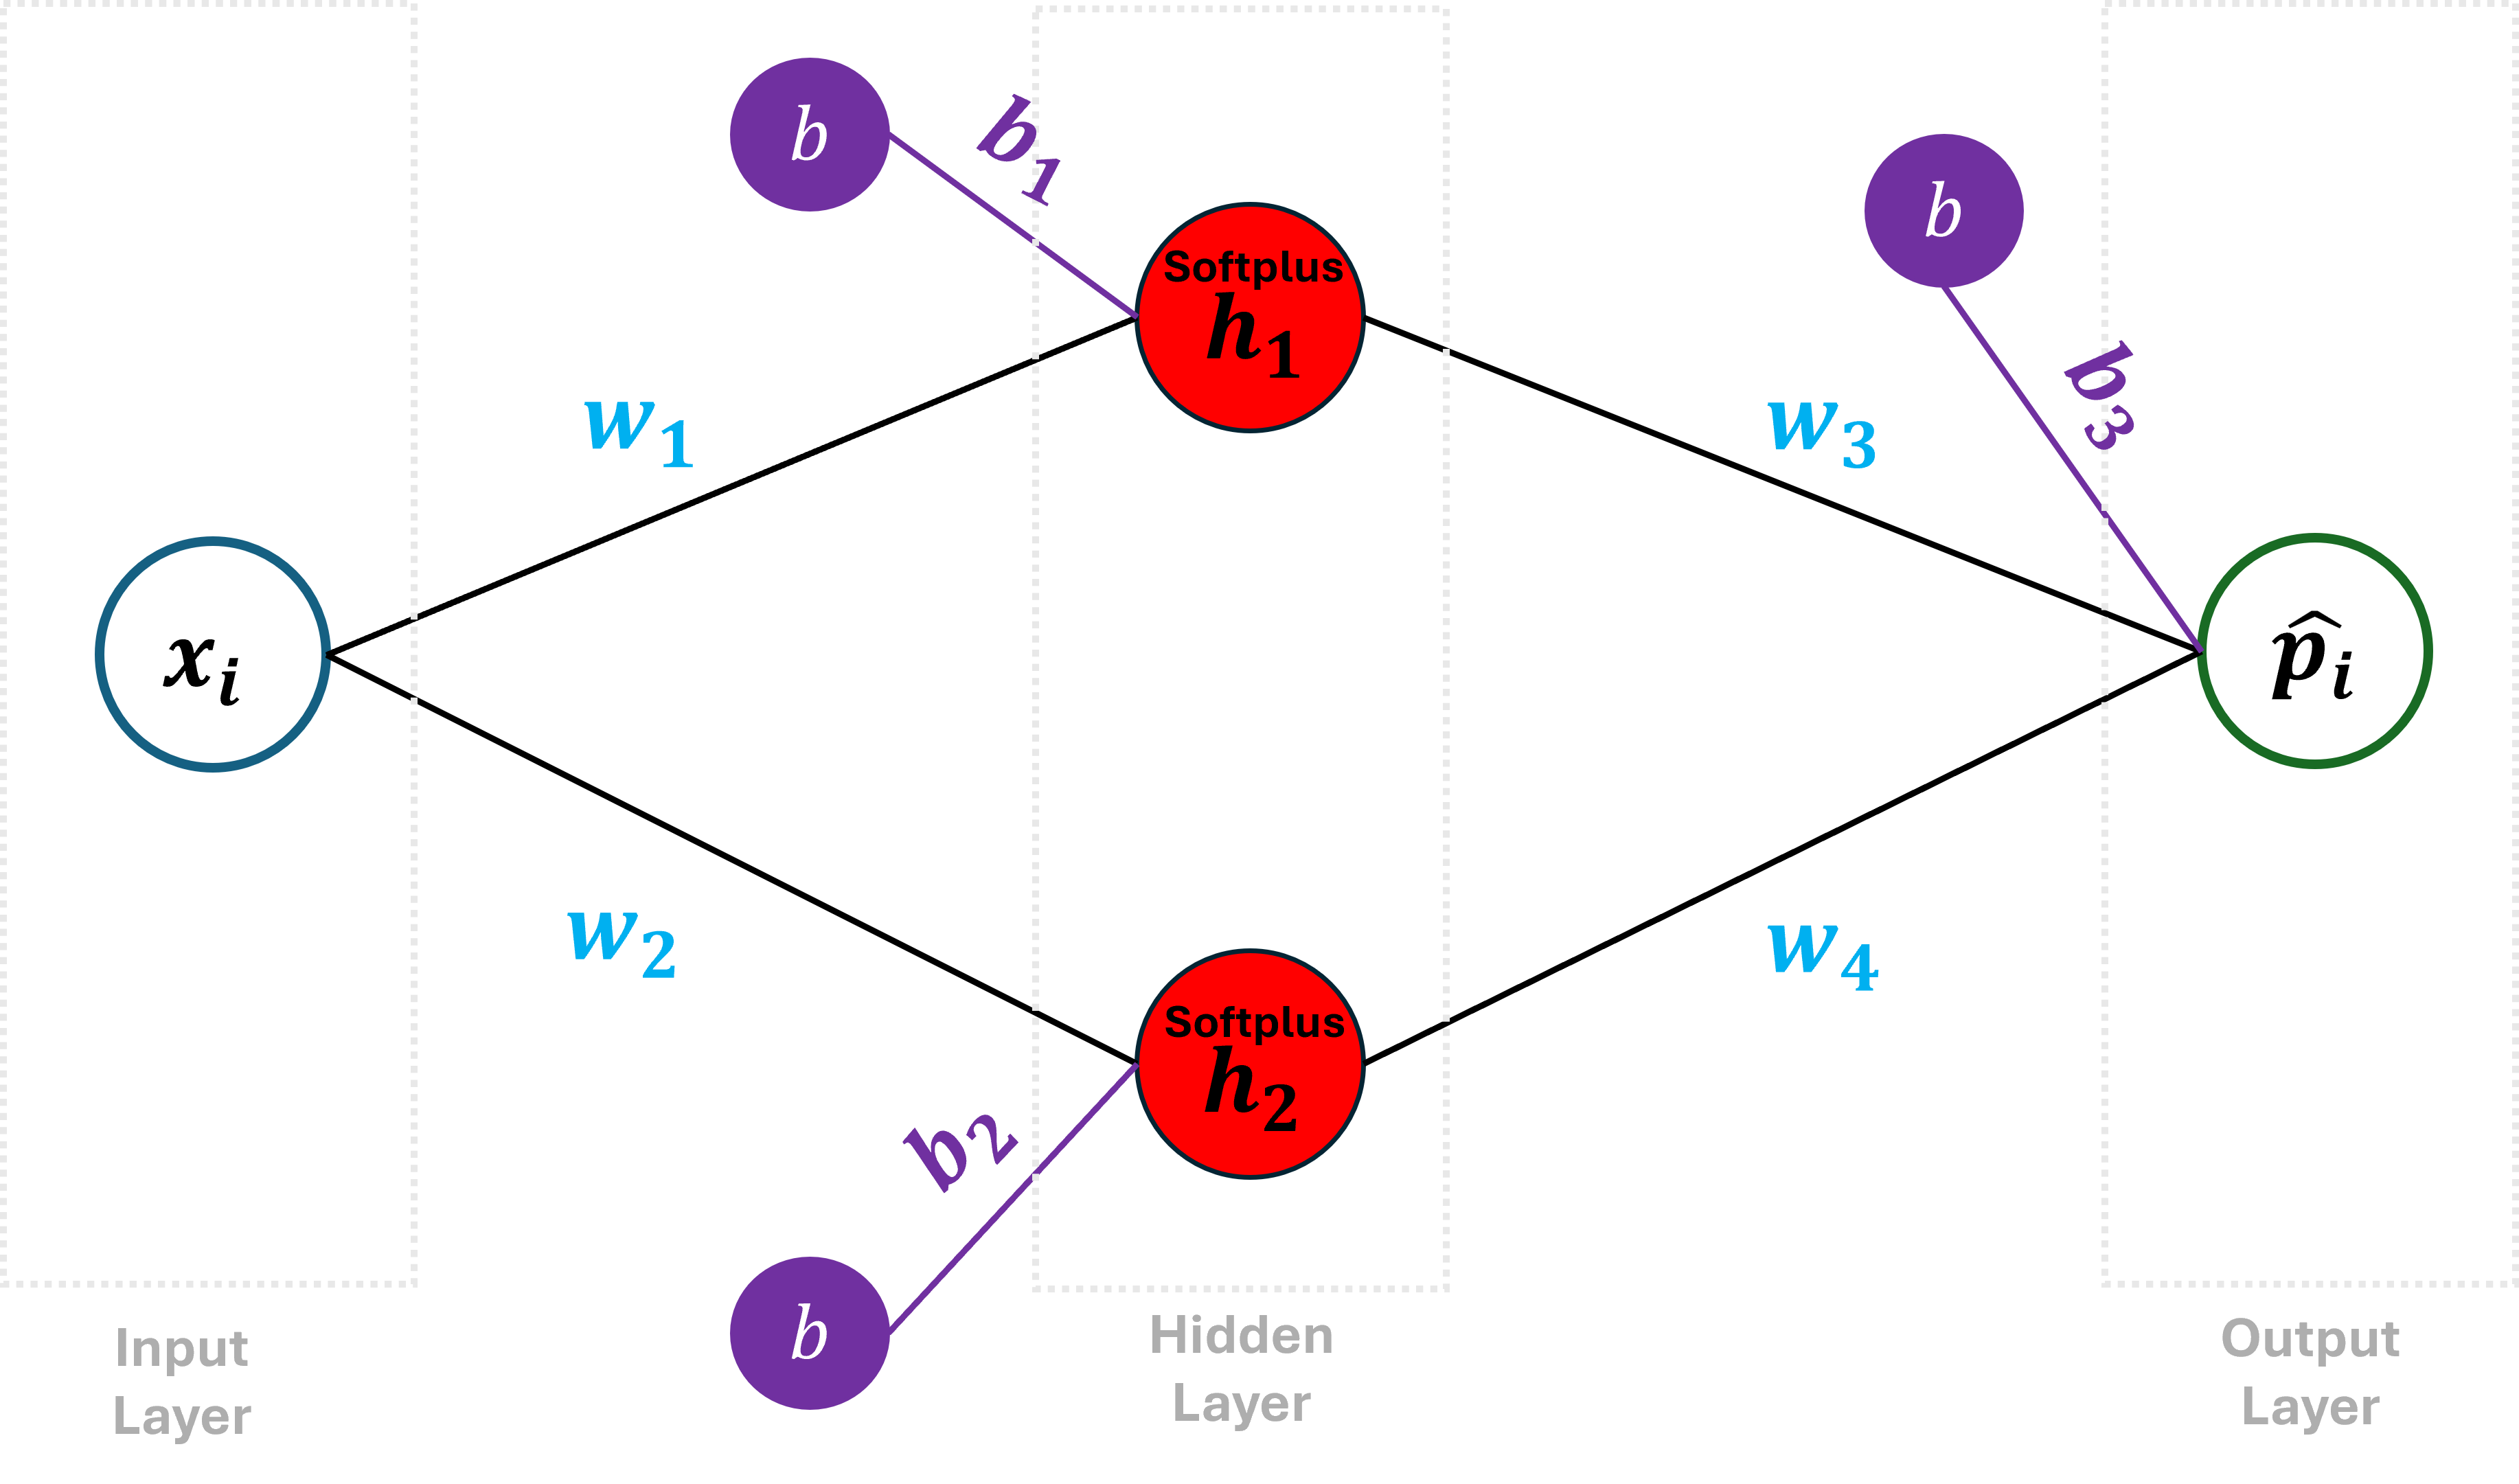 b
b₁
b
Softplus
h₁
b₃
w₁
w₃
xᵢ
p̂ᵢ
w₂
w₄
Softplus
h₂
b₂
b
Input
Layer
Hidden
Layer
Output
Layer